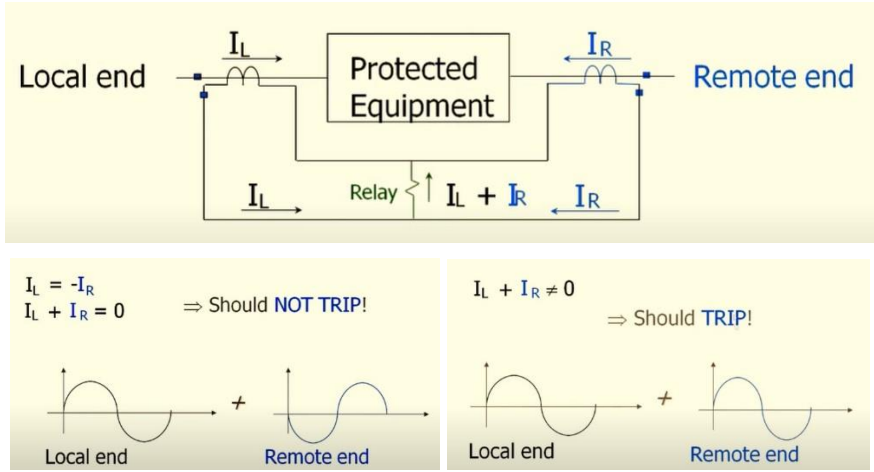 I_L
I_R
Local end
Protected
Equipment
Remote end
I_L
Relay
I_L + I_R
I_R
I_L = -I_R
I_L + I_R = 0
⇒ Should NOT TRIP!
+
Local end
Remote end
I_L + I_R ≠ 0
⇒ Should TRIP!
+
Local end
Remote end